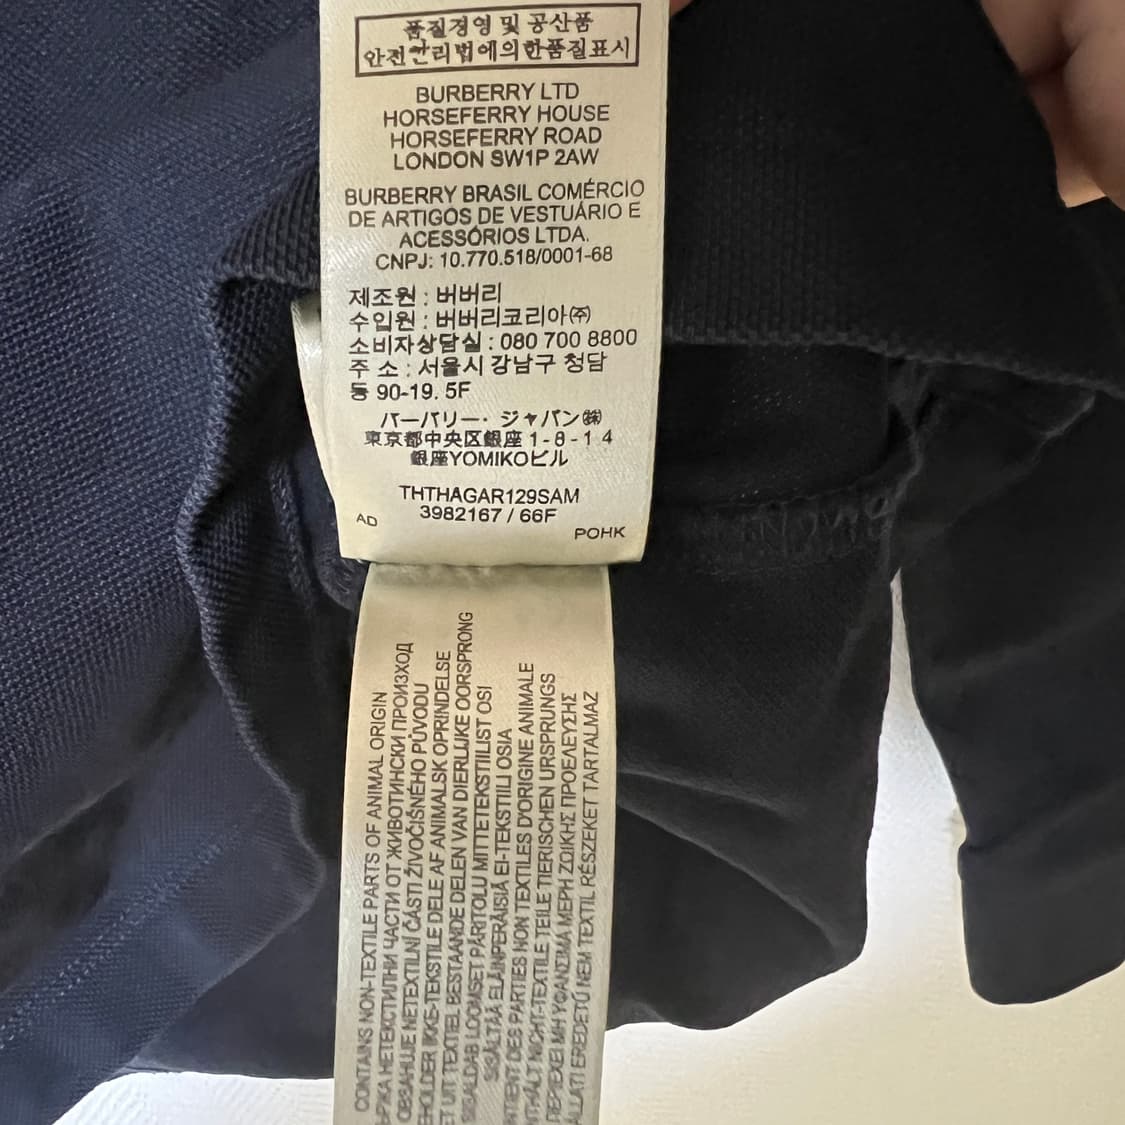 품질경영 및 공산품
안전관리법에의한품질표시
BURBERRY LTD
HORSEFERRY HOUSE
HORSEFERRY ROAD
LONDON SW1P 2AW
BURBERRY BRASIL COMÉRCIO
DE ARTIGOS DE VESTUÁRIO E
ACESSÓRIOS LTDA.
CNPJ: 10.770.518/0001-68
제조원 : 버버리
수입원 : 버버리코리아㈜
소비자상담실 : 080 700 8800
주 소 : 서울시 강남구 청담
동 90-19. 5F
バーバリー・ジャパン㈱
東京都中央区銀座1-8-14
銀座YOMIKOビル
THTHAGAR129SAM
3982167 / 66F
AD
POHK
CONTAINS NON-TEXTILE PARTS OF ANIMAL ORIGIN
НЕТЕКСТИЛНИ ЧАСТИ ОТ ЖИВОТИНСКИ ПРОИЗХОД
OBSAHUJE NETEXTILNÍ ČÁSTI ŽIVOČIŠNÉHO PŮVODU
IKKE-TEKSTILE DELE AF ANIMALSK OPRINDELSE
UIT TEXTIEL BESTAANDE DELEN VAN DIERLIJKE OORSPRONG
SISALDAB LOOMSET PÄRITOLU MITTETEKSTIILIST OSI
SISÄLTÄÄ ELÄINPERÄISIÄ EI-TEKSTIILI OSIA
DES PARTIES NON TEXTILES D'ORIGINE ANIMALE
NICHT-TEXTILE TEILE TIERISCHEN URSPRUNGS
ΠΕΡΙΕΧΕΙ ΜΗ ΥΦΑΝΣΙΜΑ ΜΕΡΗ ΖΩΙΚΗΣ ΠΡΟΕΛΕΥΣΗΣ
EREDETŰ NEM TEXTIL RÉSZEKET TARTALMAZ